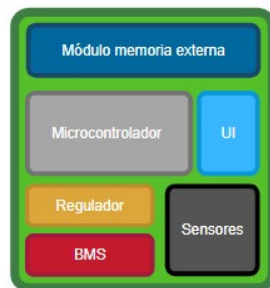 Módulo memoria externa
Microcontrolador
UI
Regulador
Sensores
BMS